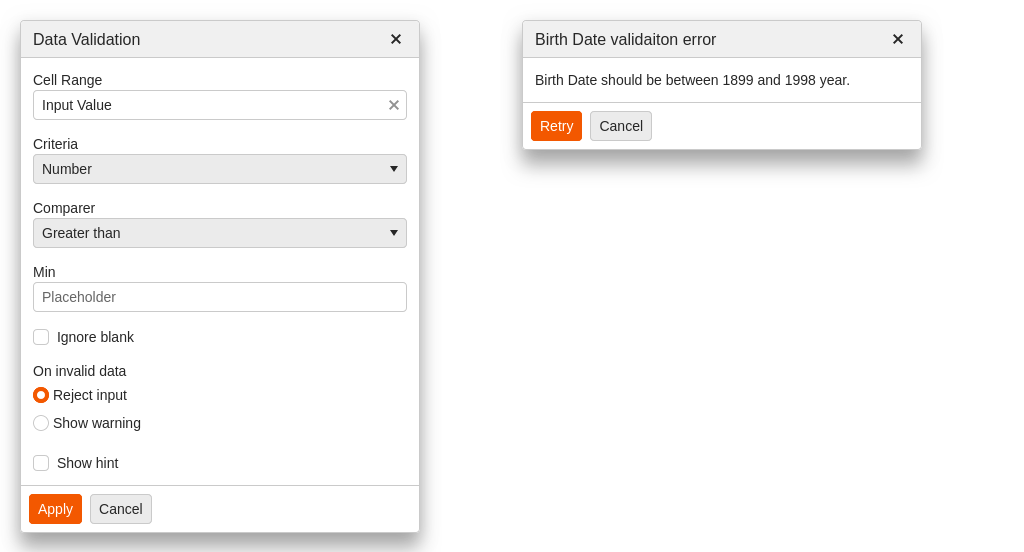 Data Validation
Cell Range
Input Value
Criteria
Number
Comparer
Greater than
Min
Placeholder
Ignore blank
On invalid data
Reject input
Show warning
Show hint
Apply Cancel
Birth Date validaiton error
Birth Date should be between 1899 and 1998 year.
Retry Cancel